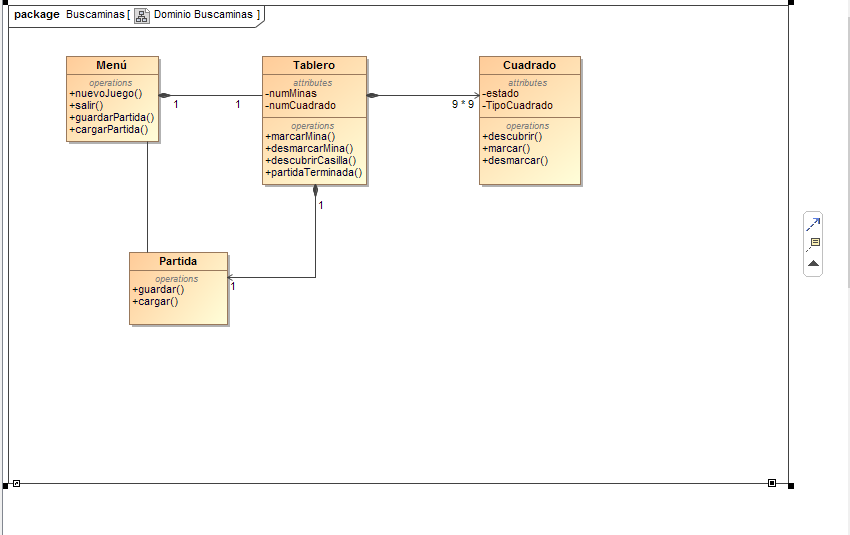 package Buscaminas [ Dominio Buscaminas ]
Menú
operations
+nuevoJuego()
+salir()
+guardarPartida()
+cargarPartida()
1
1
Tablero
attributes
-numMinas
-numCuadrado
operations
+marcarMina()
+desmarcarMina()
+descubrirCasilla()
+partidaTerminada()
9 * 9
Cuadrado
attributes
-estado
-TipoCuadrado
operations
+descubrir()
+marcar()
+desmarcar()
1
Partida
operations
+guardar()
+cargar()
1